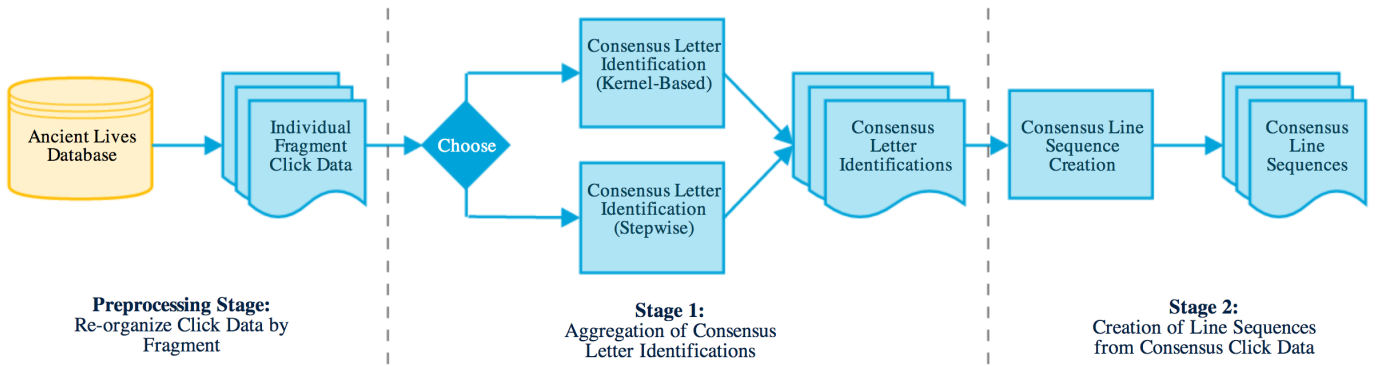 Ancient Lives
Database
Individual
Fragment
Click Data
Choose
Consensus Letter
Identification
(Kernel-Based)
Consensus Letter
Identification
(Stepwise)
Consensus
Letter
Identifications
Consensus Line
Sequence
Creation
Consensus
Line
Sequences
Preprocessing Stage:
Re-organize Click Data by
Fragment
Stage 1:
Aggregation of Consensus
Letter Identifications
Stage 2:
Creation of Line Sequences
from Consensus Click Data